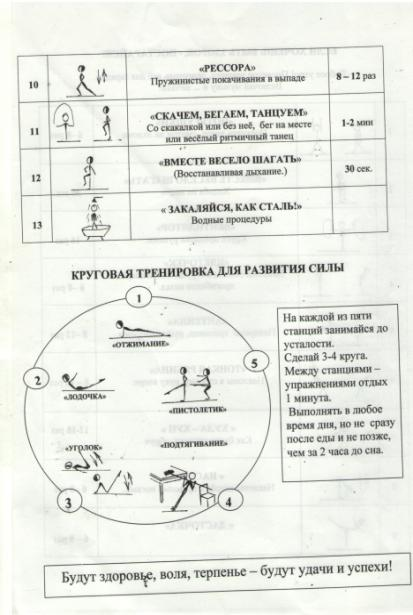 10
«РЕССОРА»
Пружинистые покачивания в выпаде
8 – 12 раз
11
«СКАЧЕМ, БЕГАЕМ, ТАНЦУЕМ»
Со скакалкой или без неё,  бег на месте
или весёлый ритмичный танец
1-2 мин
12
«ВМЕСТЕ ВЕСЕЛО ШАГАТЬ»
(Восстанавливая дыхание.)
30 сек.
13
« ЗАКАЛЯЙСЯ, КАК СТАЛЬ!»
Водные процедуры
КРУГОВАЯ ТРЕНИРОВКА ДЛЯ РАЗВИТИЯ СИЛЫ
1
«ОТЖИМАНИЕ»
2
«ЛОДОЧКА»
5
«ПИСТОЛЕТИК»
«УГОЛОК»
«ПОДТЯГИВАНИЕ»
3
4
На каждой из пяти
станций занимайся до
усталости.
Сделай 3-4 круга.
Между станциями –
упражнениями отдых
1 минута.
Выполнять в любое
время дня, но не  сразу
после еды и не позже,
чем за 2 часа до сна.
Будут здоровье, воля, терпенье – будут удачи и успехи!